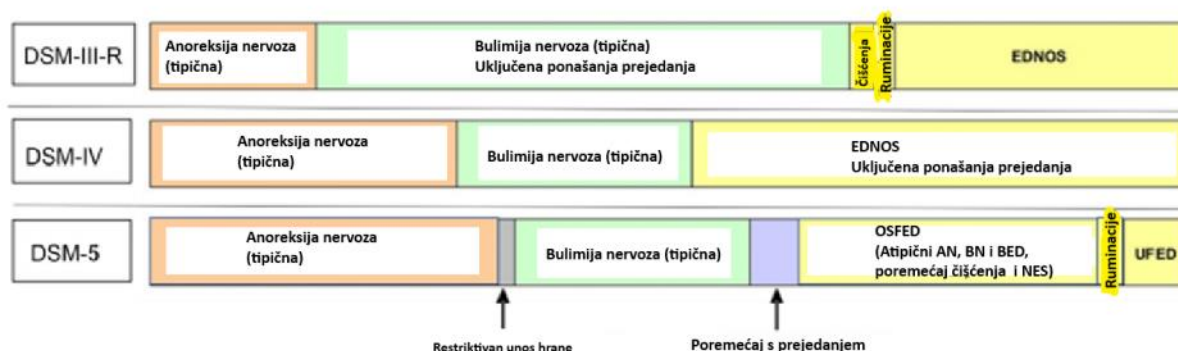 DSM-III-R
Anoreksija nervoza
(tipična)
Bulimija nervoza (tipična)
Uključena ponašanja prejedanja
čišćenja
Ruminacije
EDNOS
DSM-IV
Anoreksija nervoza
(tipična)
Bulimija nervoza (tipična)
EDNOS
Uključena ponašanja prejedanja
DSM-5
Anoreksija nervoza
(tipična)
Bulimija nervoza (tipična)
OSFED
(Atipični AN, BN i BED,
poremećaj čišćenja i NES)
Ruminacije
UFED
Restriktivan unos hrane
Poremećaj s prejedanjem